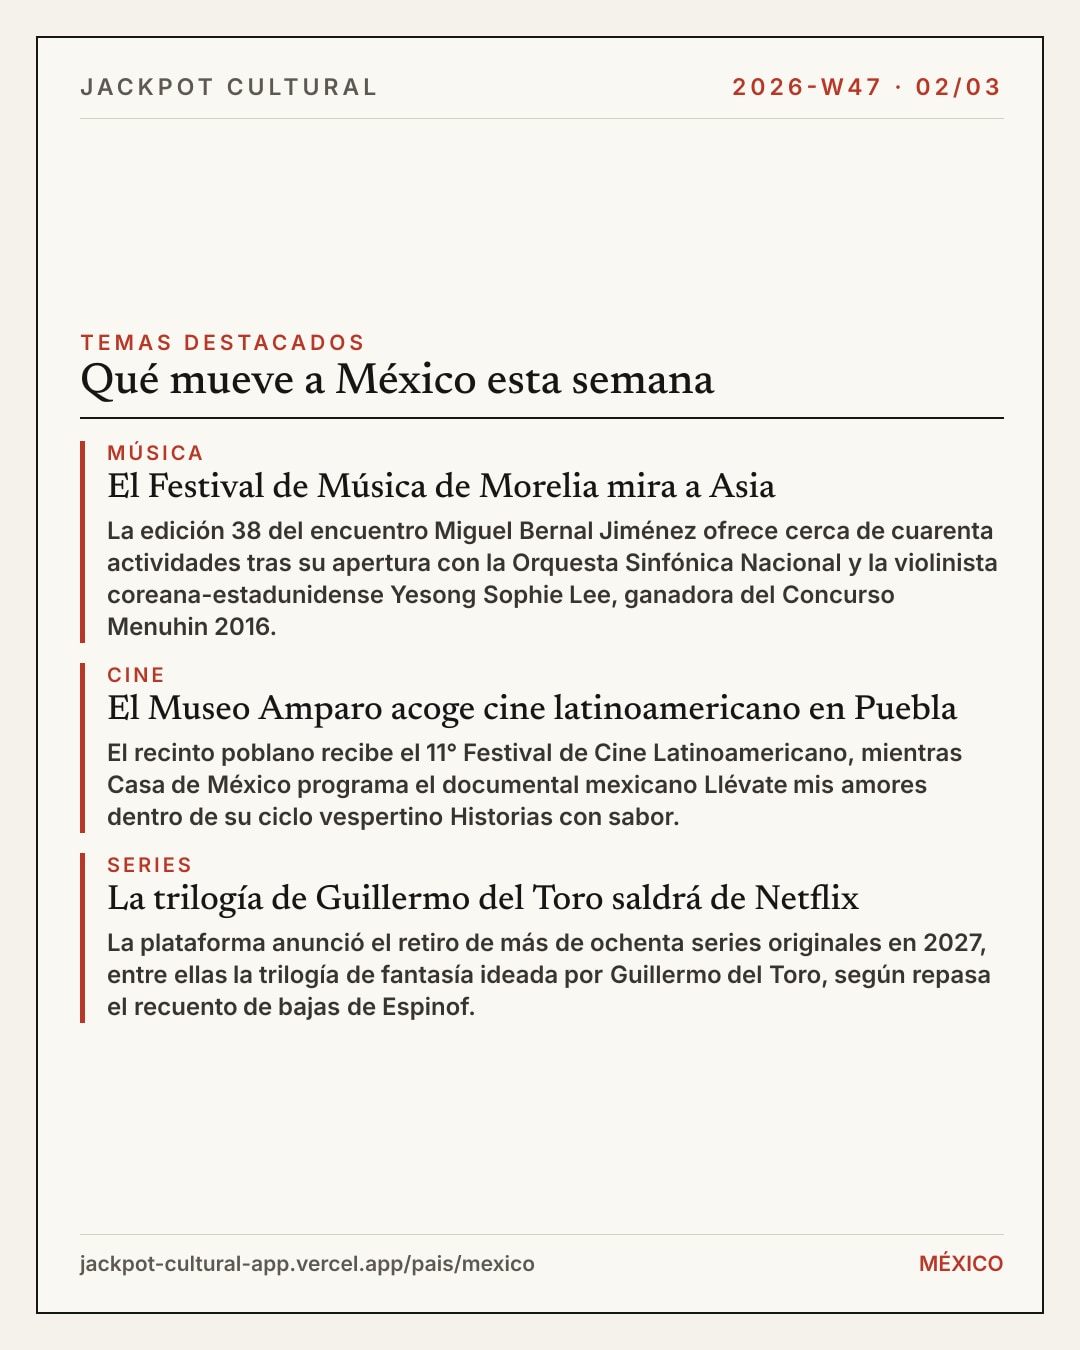 JACKPOT CULTURAL
2026-W47 · 02/03
TEMAS DESTACADOS
Qué mueve a México esta semana
MÚSICA
El Festival de Música de Morelia mira a Asia
La edición 38 del encuentro Miguel Bernal Jiménez ofrece cerca de cuarenta
actividades tras su apertura con la Orquesta Sinfónica Nacional y la violinista
coreana-estadunidense Yesong Sophie Lee, ganadora del Concurso
Menuhin 2016.
CINE
El Museo Amparo acoge cine latinoamericano en Puebla
El recinto poblano recibe el 11° Festival de Cine Latinoamericano, mientras
Casa de México programa el documental mexicano Llévate mis amores
dentro de su ciclo vespertino Historias con sabor.
SERIES
La trilogía de Guillermo del Toro saldrá de Netflix
La plataforma anunció el retiro de más de ochenta series originales en 2027,
entre ellas la trilogía de fantasía ideada por Guillermo del Toro, según repasa
el recuento de bajas de Espinof.
jackpot-cultural-app.vercel.app/pais/mexico
MÉXICO